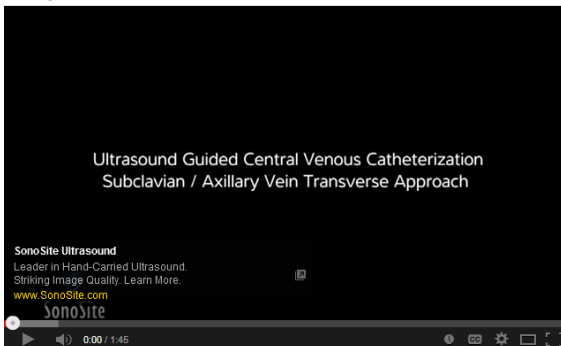 Ultrasound Guided Central Venous Catheterization
Subclavian / Axillary Vein Transverse Approach
SonoSite Ultrasound
Leader in Hand-Carried Ultrasound.
Striking Image Quality. Learn More.
www.SonoSite.com
SonoSite
0:00 / 1:45
CC